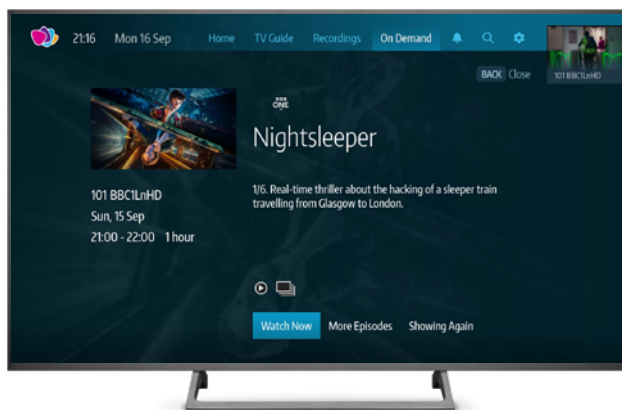 21:16 Mon 16 Sep Home TV Guide Recordings On Demand
BACK Close
101 BBC1LnHD
BBC
ONE
Nightsleeper
1/6. Real-time thriller about the hacking of a sleeper train
travelling from Glasgow to London.
101 BBC1LnHD
Sun, 15 Sep
21:00 - 22:00 1 hour
Watch Now More Episodes Showing Again